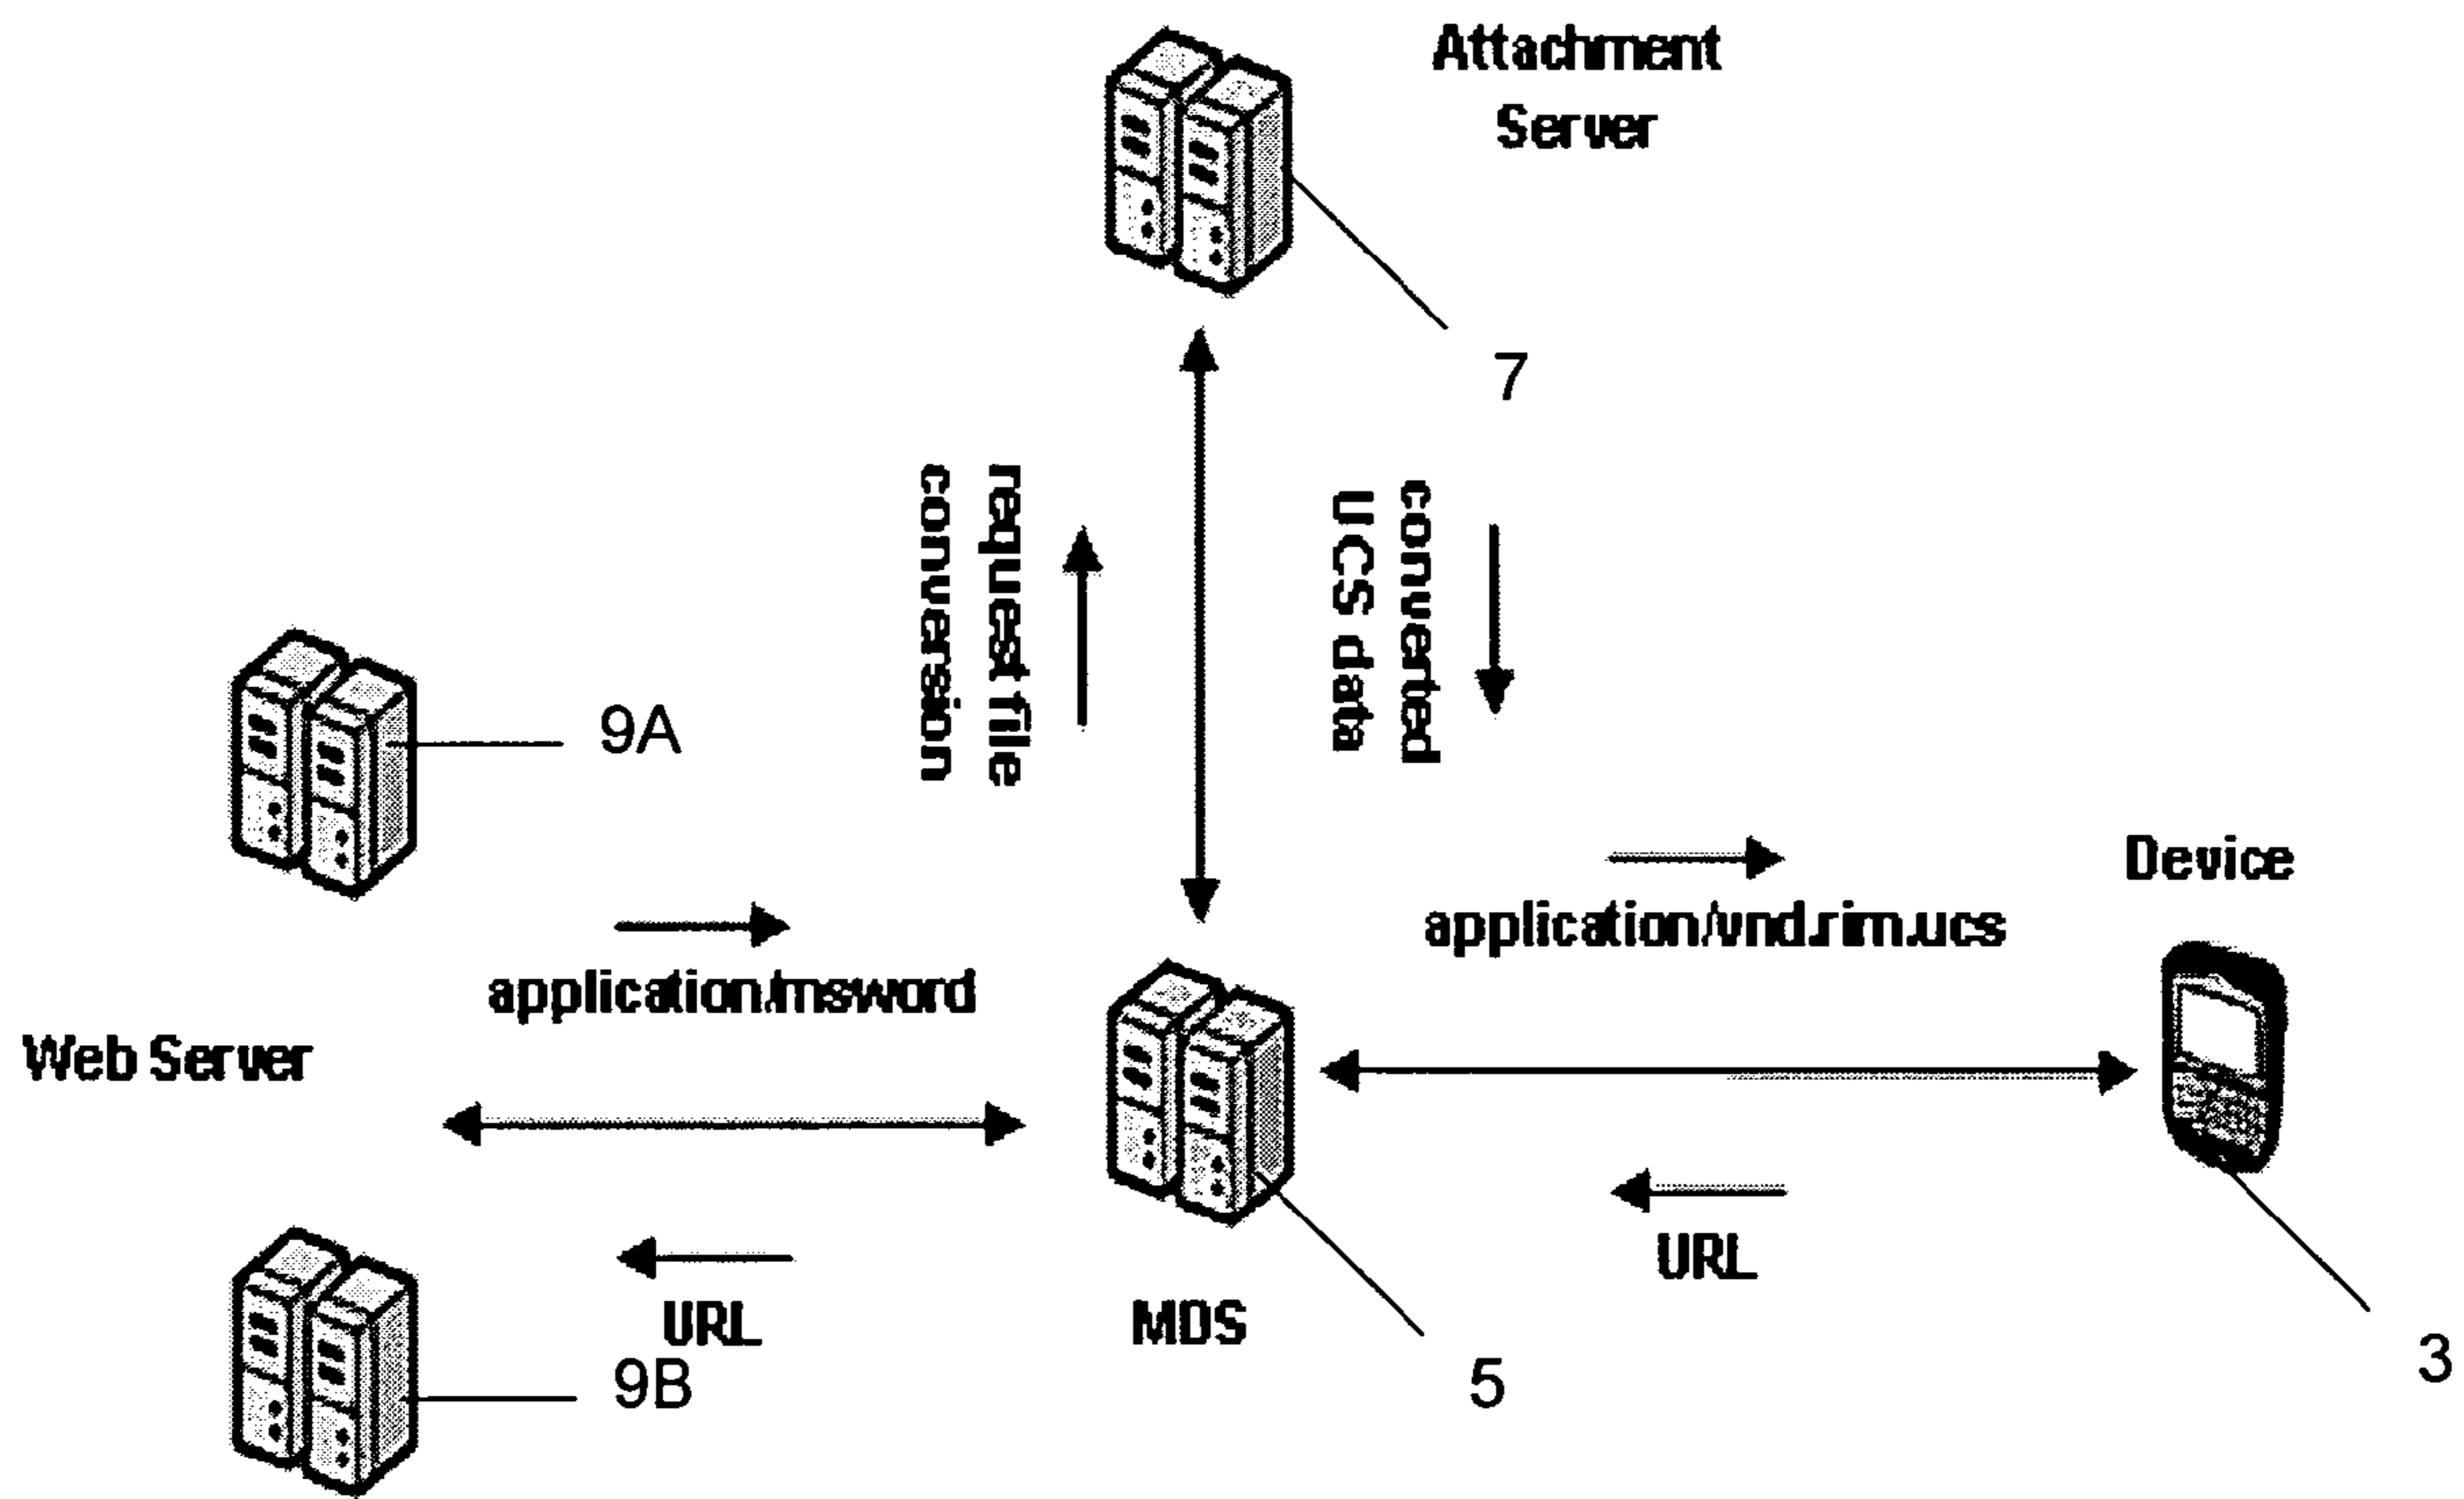 Attachment
Server
7
request file
conversion
converted
UCS data
9A
Device
application/vnd.rim.ucs
application/msword
Web Server
URL
URL
MDS
9B
5
3